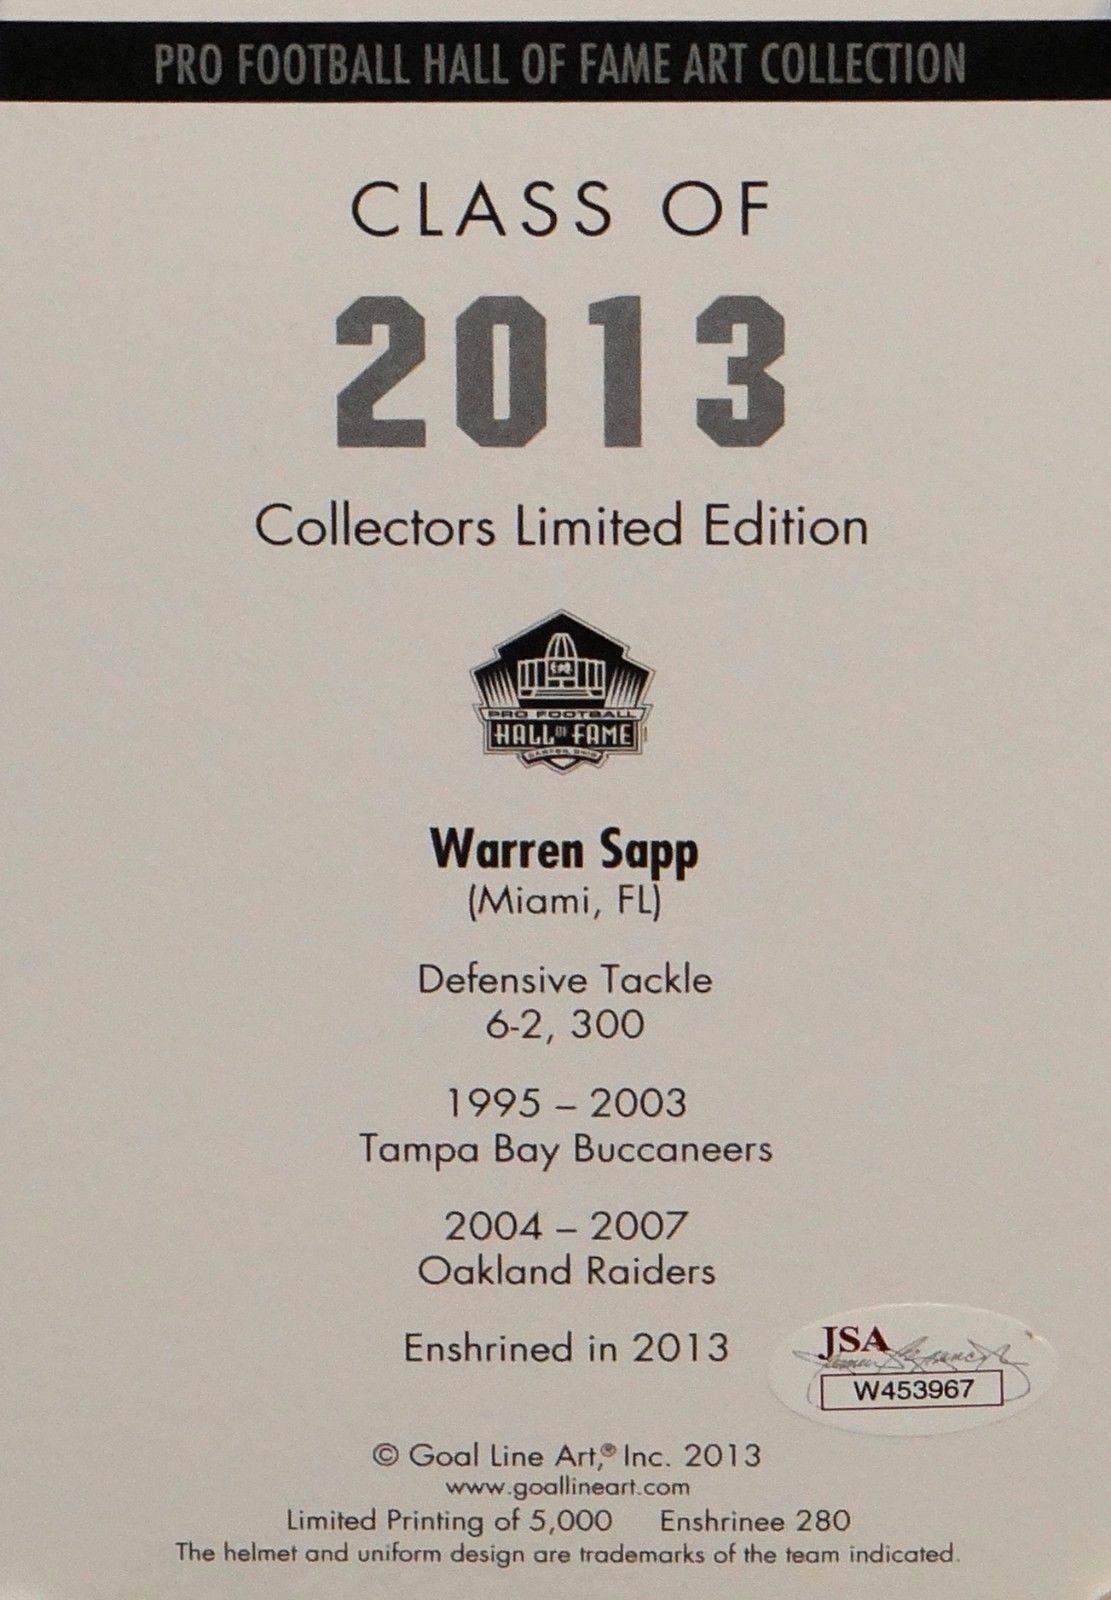 PRO FOOTBALL HALL OF FAME ART COLLECTION
CLASS OF
2013
Collectors Limited Edition
PRO FOOTBALL
HALL OF FAME
CANTON, OHIO
Warren Sapp
(Miami, FL)
Defensive Tackle
6-2, 300
1995 – 2003
Tampa Bay Buccaneers
2004 – 2007
Oakland Raiders
Enshrined in 2013
JSA
W453967
© Goal Line Art,® Inc. 2013
www.goallineart.com
Limited Printing of 5,000 Enshrinee 280
The helmet and uniform design are trademarks of the team indicated.